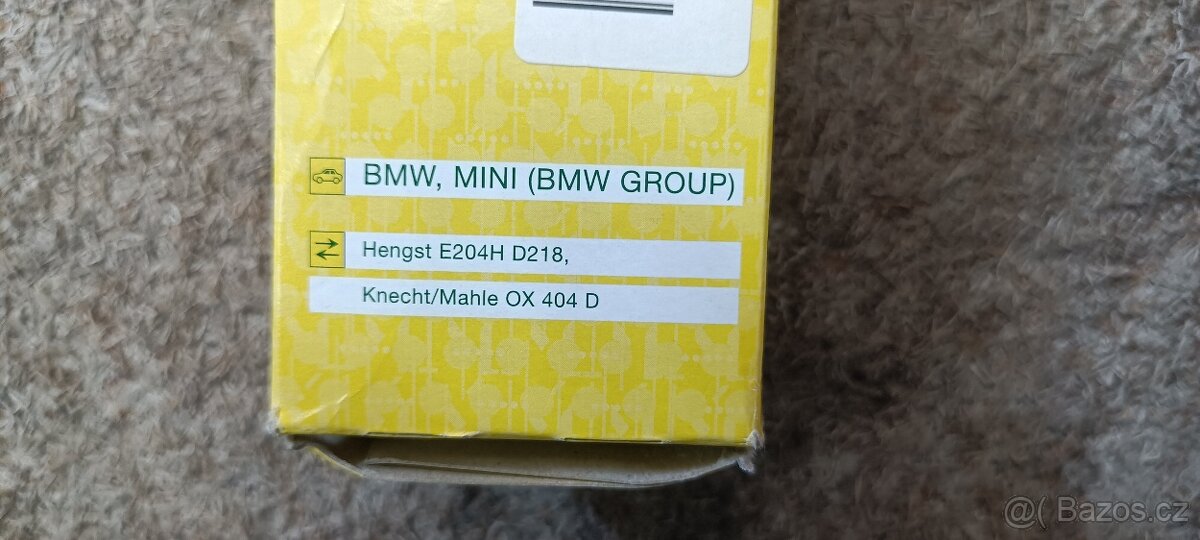 BMW, MINI (BMW GROUP)
Hengst E204H D218,
Knecht/Mahle OX 404 D
@( Bazos.cz